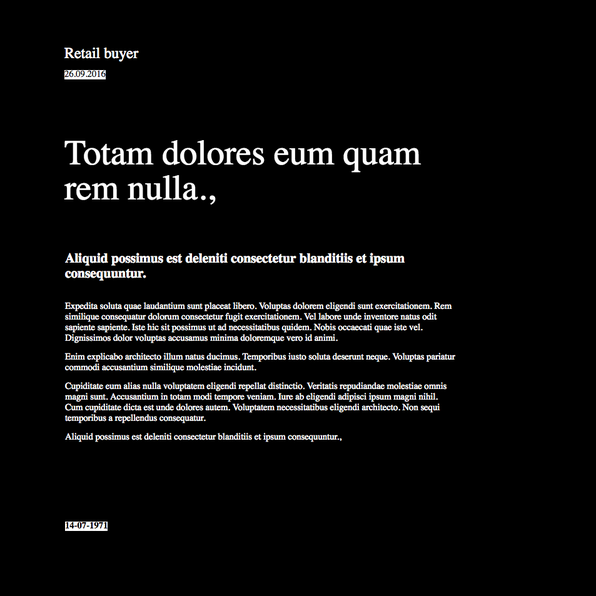 Retail buyer
26.09.2016
Totam dolores eum quam
rem nulla.,
Aliquid possimus est deleniti consectetur blanditiis et ipsum
consequuntur.
Expedita soluta quae laudantium sunt placeat libero. Voluptas dolorem eligendi sunt exercitationem. Rem
similique consequatur dolorum consectetur fugit exercitationem. Vel labore unde inventore natus odit
sapiente sapiente. Iste hic sit possimus ut ad necessitatibus quidem. Nobis occaecati quae iste vel.
Dignissimos dolor voluptas accusamus minima doloremque vero id animi.
Enim explicabo architecto illum natus ducimus. Temporibus iusto soluta deserunt neque. Voluptas pariatur
commodi accusantium similique molestiae incidunt.
Cupiditate eum alias nulla voluptatem eligendi repellat distinctio. Veritatis repudiandae molestiae omnis
magni sunt. Accusantium in totam modi tempore veniam. Iure ab eligendi adipisci ipsum magni nihil.
Cum cupiditate dicta est unde dolores autem. Voluptatem necessitatibus eligendi architecto. Non sequi
temporibus a repellendus consequatur.
Aliquid possimus est deleniti consectetur blanditiis et ipsum consequuntur.,
14-07-1971